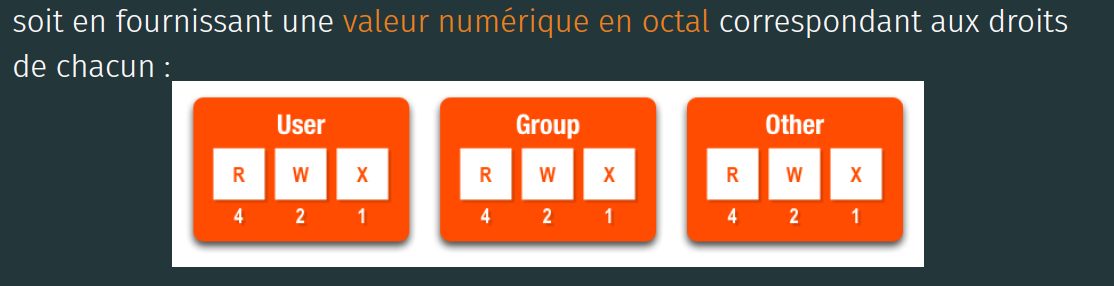 soit en fournissant une valeur numérique en octal correspondant aux droits
de chacun :
User Group Other
R W X R W X R W X
4 2 1 4 2 1 4 2 1